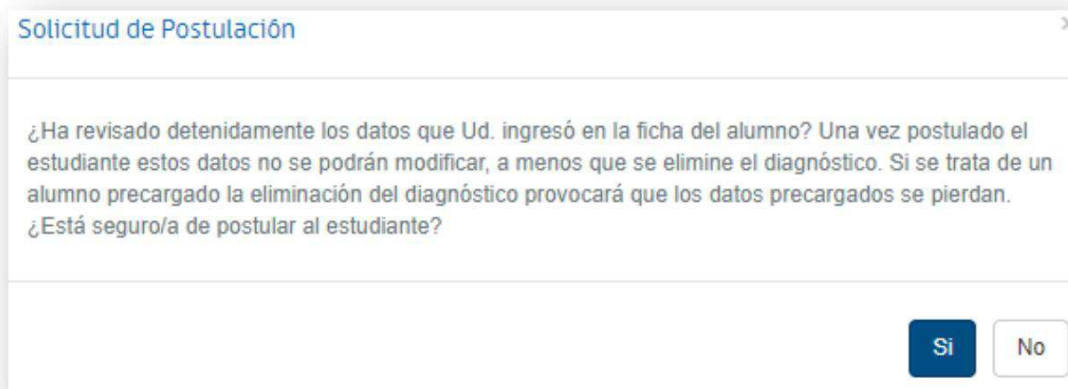 Solicitud de Postulación
¿Ha revisado detenidamente los datos que Ud. ingresó en la ficha del alumno? Una vez postulado el
estudiante estos datos no se podrán modificar, a menos que se elimine el diagnóstico. Si se trata de un
alumno precargado la eliminación del diagnóstico provocará que los datos precargados se pierdan.
¿Está seguro/a de postular al estudiante?
Si No